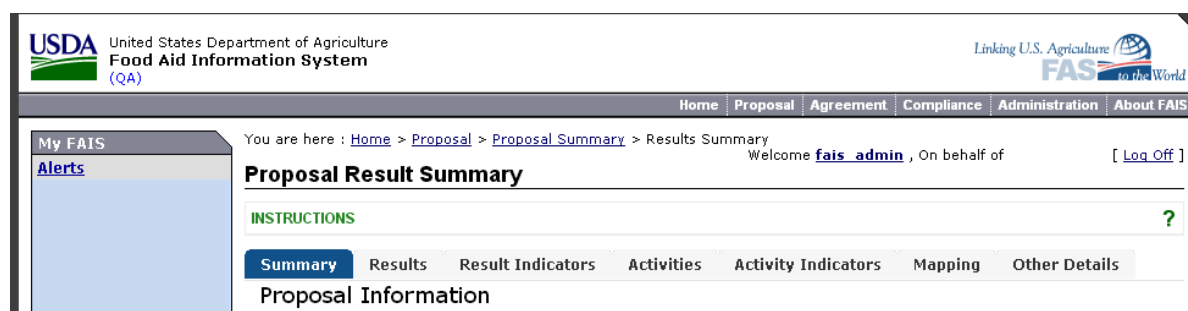 USDA United States Department of Agriculture
Food Aid Information System
(QA)
Linking U.S. Agriculture
FAS
to the World
Home Proposal Agreement Compliance Administration About FAIS
My FAIS
Alerts
You are here : Home > Proposal > Proposal Summary > Results Summary
Welcome fais_admin , On behalf of [ Log Off ]
Proposal Result Summary
INSTRUCTIONS ?
Summary Results Result Indicators Activities Activity Indicators Mapping Other Details
Proposal Information